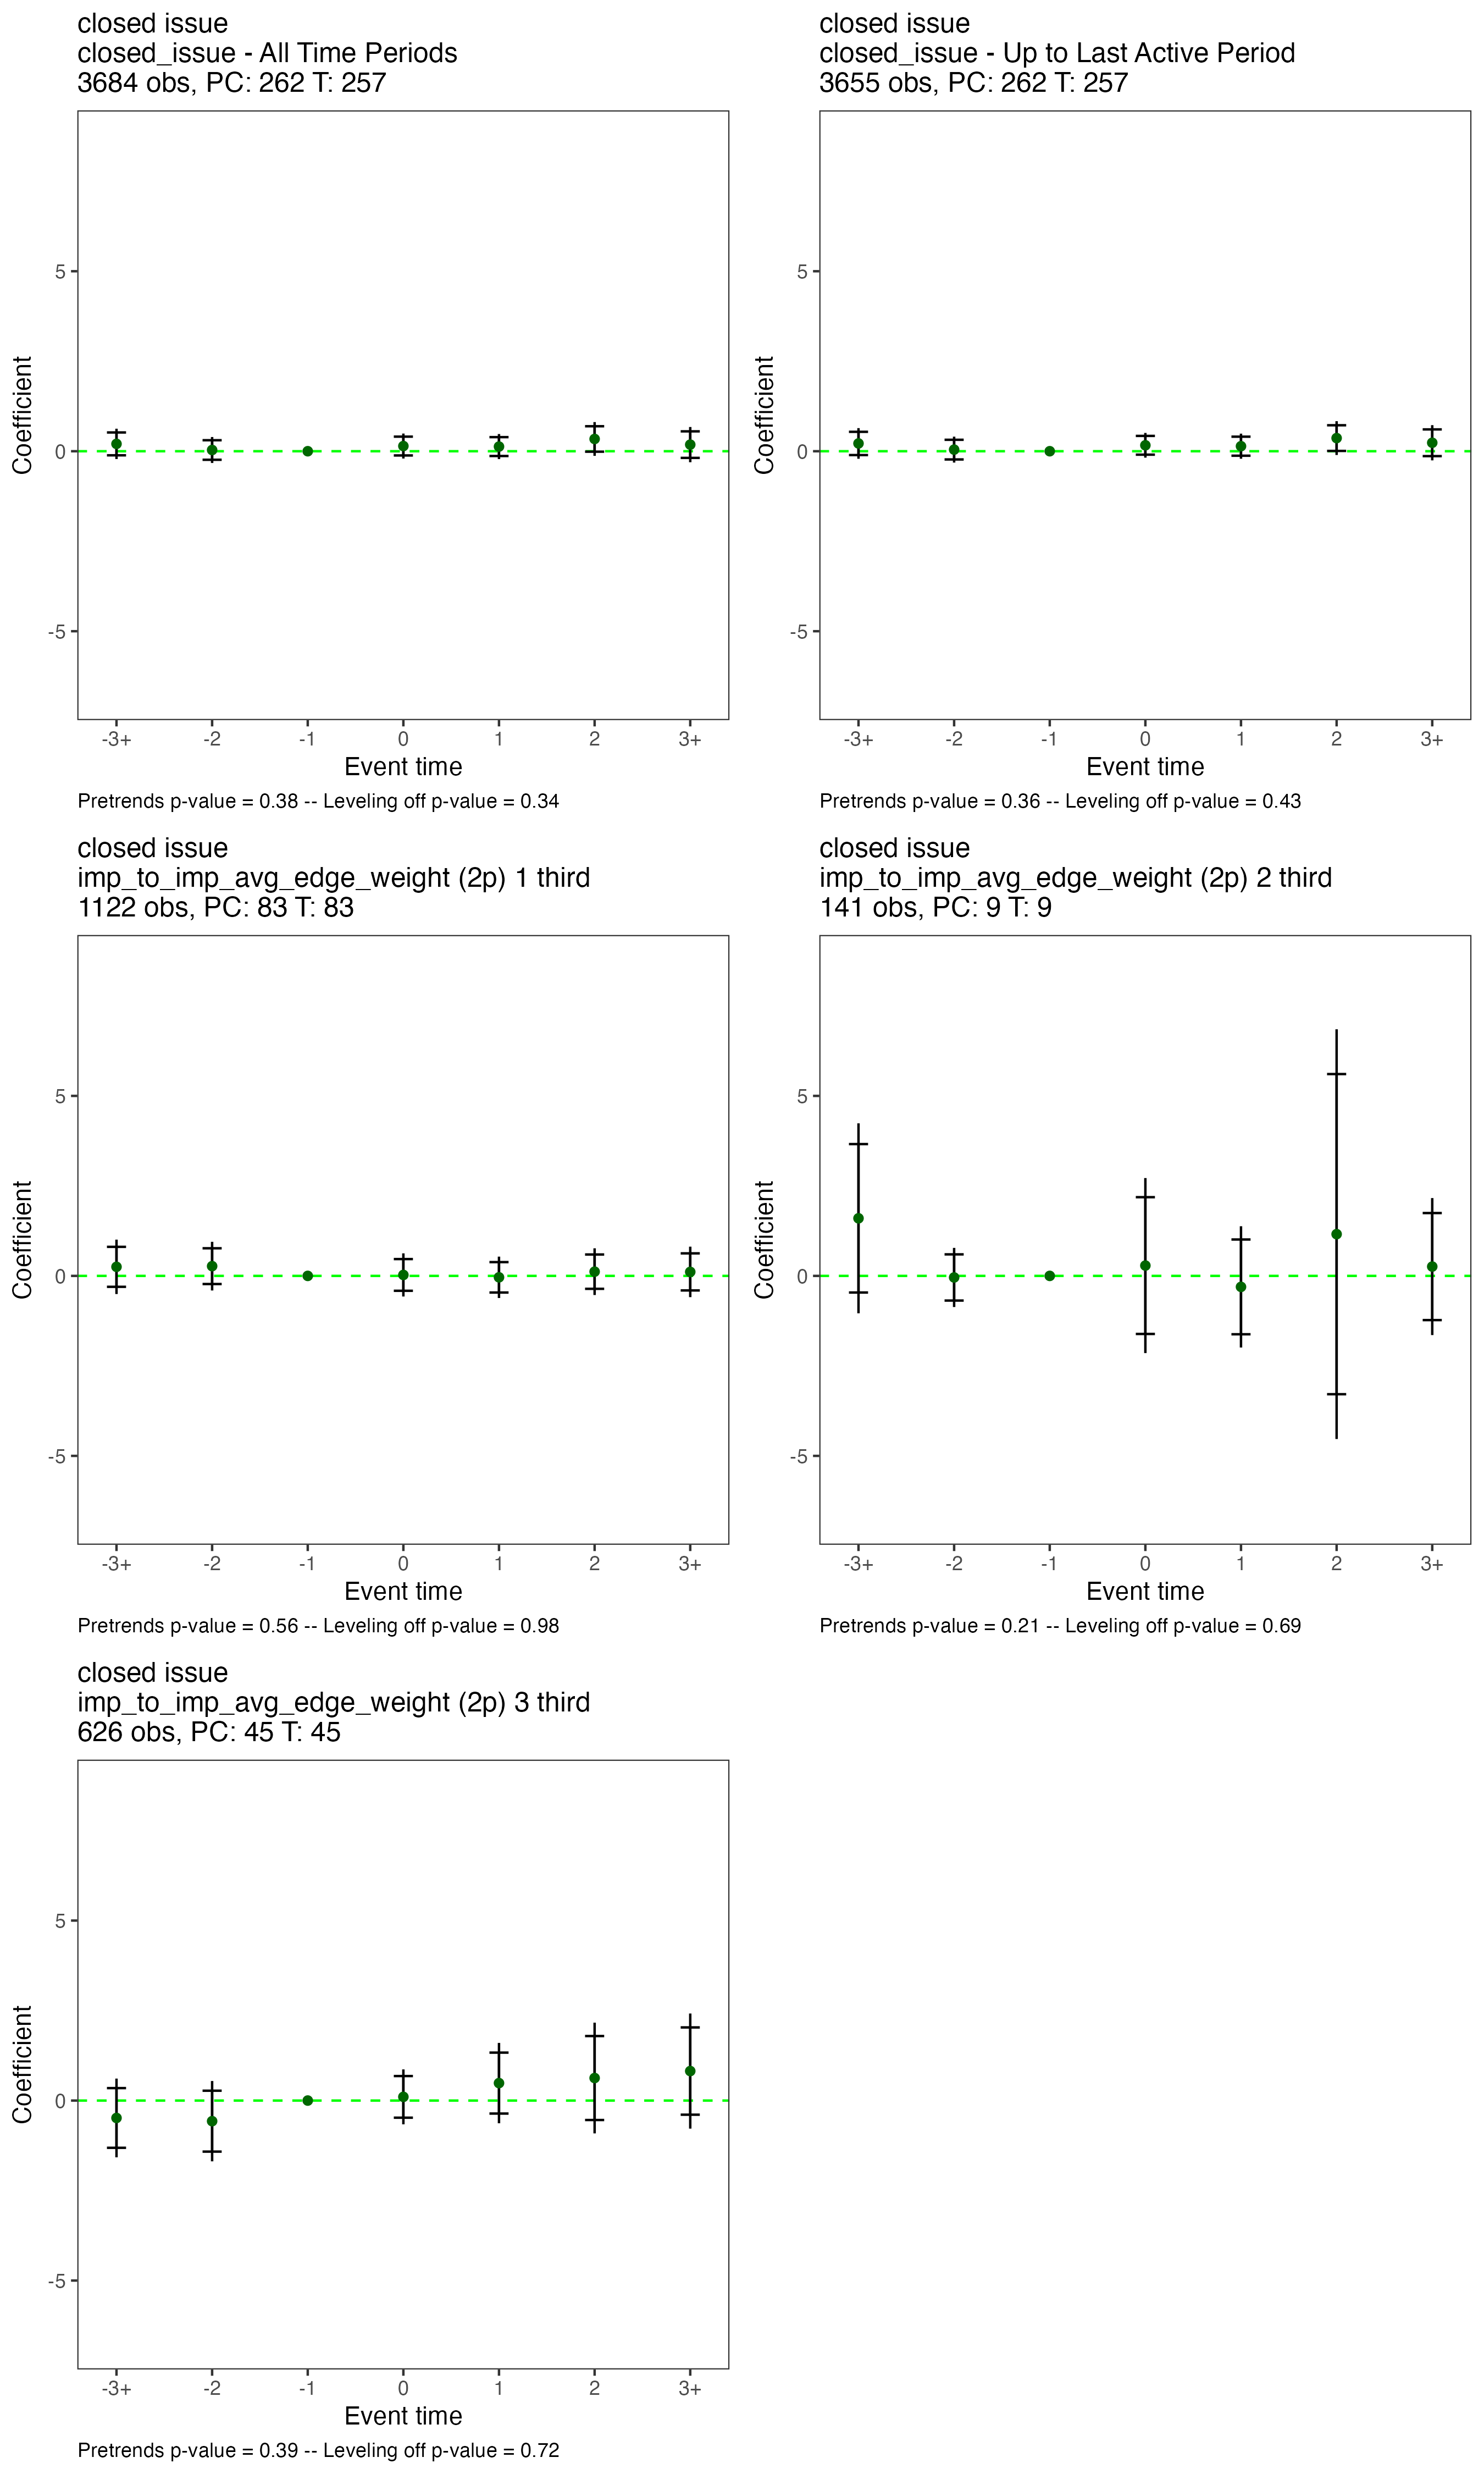 closed issue
closed_issue - All Time Periods
3684 obs, PC: 262 T: 257
Coefficient
5
0
-5
-3+ -2 -1 0 1 2 3+
Event time
Pretrends p-value = 0.38 -- Leveling off p-value = 0.34
closed issue
closed_issue - Up to Last Active Period
3655 obs, PC: 262 T: 257
Coefficient
5
0
-5
-3+ -2 -1 0 1 2 3+
Event time
Pretrends p-value = 0.36 -- Leveling off p-value = 0.43
closed issue
imp_to_imp_avg_edge_weight (2p) 1 third
1122 obs, PC: 83 T: 83
Coefficient
5
0
-5
-3+ -2 -1 0 1 2 3+
Event time
Pretrends p-value = 0.56 -- Leveling off p-value = 0.98
closed issue
imp_to_imp_avg_edge_weight (2p) 2 third
141 obs, PC: 9 T: 9
Coefficient
5
0
-5
-3+ -2 -1 0 1 2 3+
Event time
Pretrends p-value = 0.21 -- Leveling off p-value = 0.69
closed issue
imp_to_imp_avg_edge_weight (2p) 3 third
626 obs, PC: 45 T: 45
Coefficient
5
0
-5
-3+ -2 -1 0 1 2 3+
Event time
Pretrends p-value = 0.39 -- Leveling off p-value = 0.72